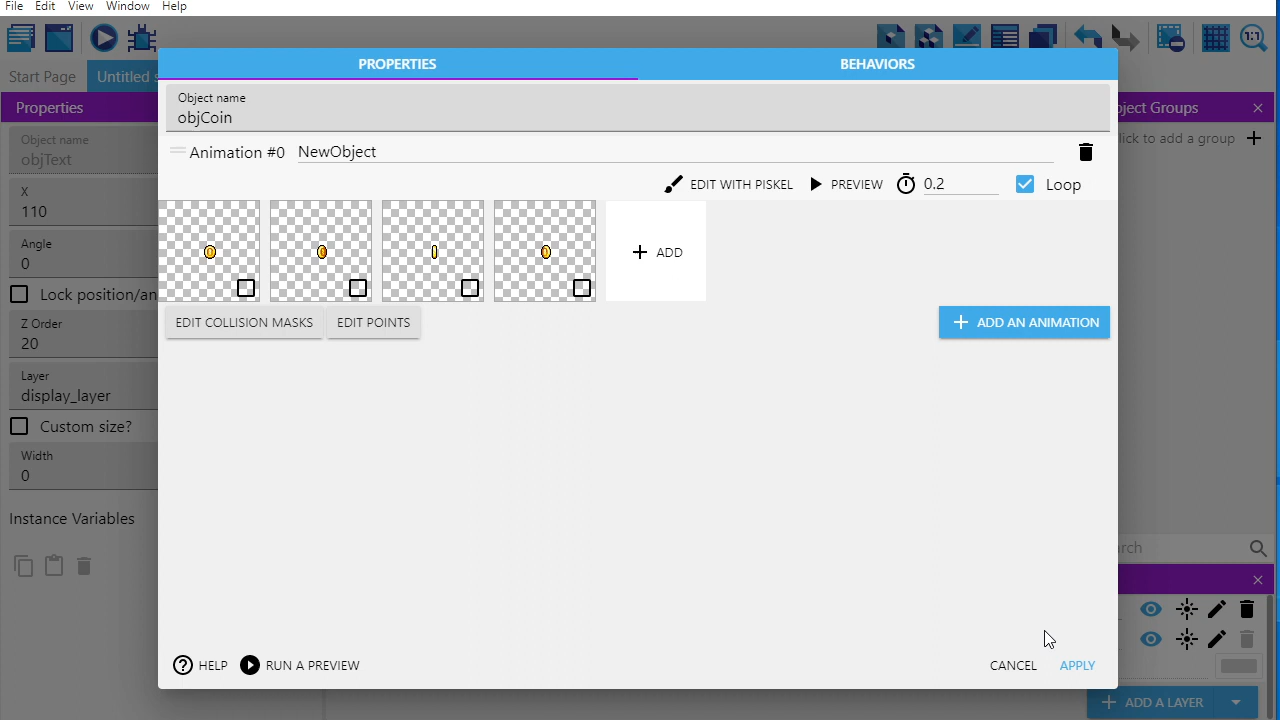 File Edit View Window Help
1:1
Start Page Untitled s
PROPERTIES BEHAVIORS
Properties
Object name
objText
X
110
Angle
0
Lock position/an
Z Order
20
Layer
display_layer
Custom size?
Width
0
Instance Variables
Object name
objCoin
Animation #0 NewObject
EDIT WITH PISKEL PREVIEW 0.2 Loop
ADD
EDIT COLLISION MASKS EDIT POINTS ADD AN ANIMATION
HELP RUN A PREVIEW CANCEL APPLY
bject Groups
lick to add a group
rch
ADD A LAYER